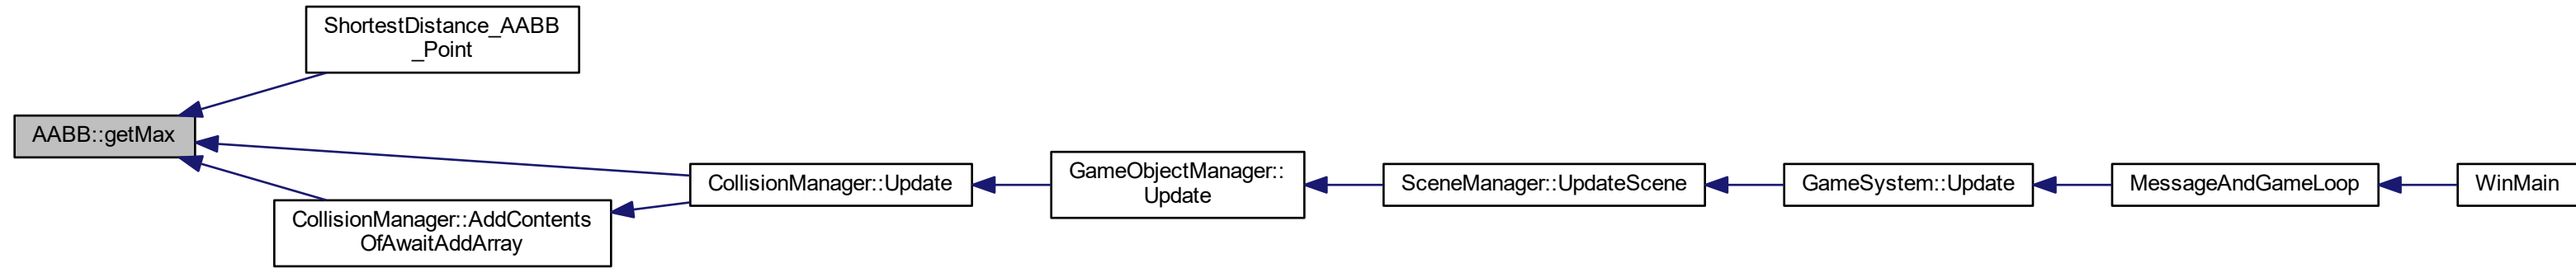 ShortestDistance_AABB
_Point
AABB::getMax
CollisionManager::Update
CollisionManager::AddContents
OfAwaitAddArray
GameObjectManager::
Update
SceneManager::UpdateScene
GameSystem::Update
MessageAndGameLoop
WinMain